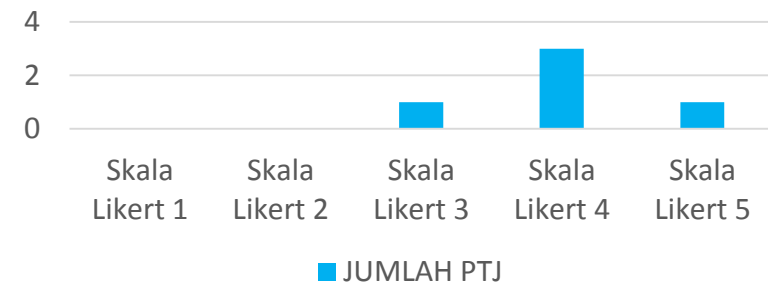 4
2
0
Skala Likert 1
Skala Likert 2
Skala Likert 3
Skala Likert 4
Skala Likert 5
JUMLAH PTJ